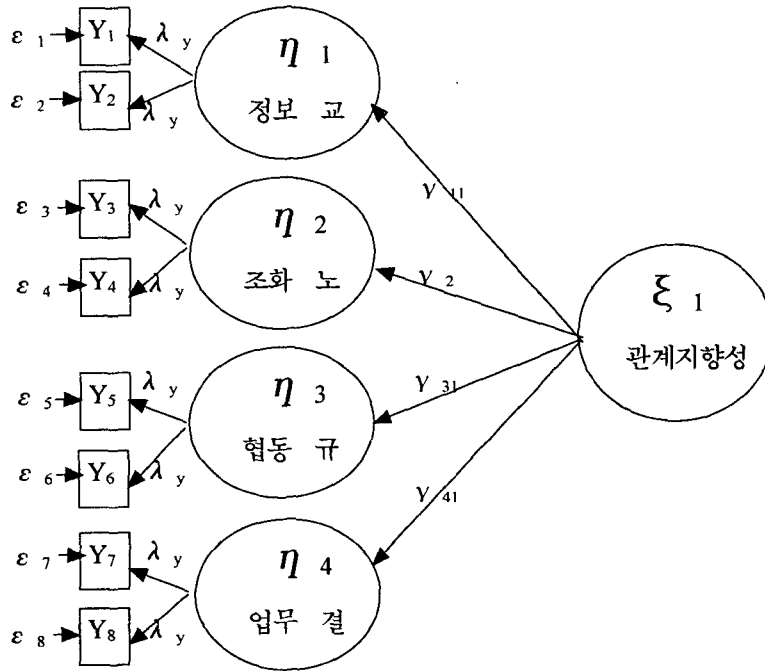 ε 1 Y1 λ y
ε 2 Y2 λ y
η 1
정보 교
ε 3 Y3 λ y
ε 4 Y4 λ y
η 2
조화 노
ε 5 Y5 λ y
ε 6 Y6 λ y
η 3
협동 규
ε 7 Y7 λ y
ε 8 Y8 λ y
η 4
업무 결
γ 11
γ 2
γ 31
γ 41
ξ 1
관계지향성